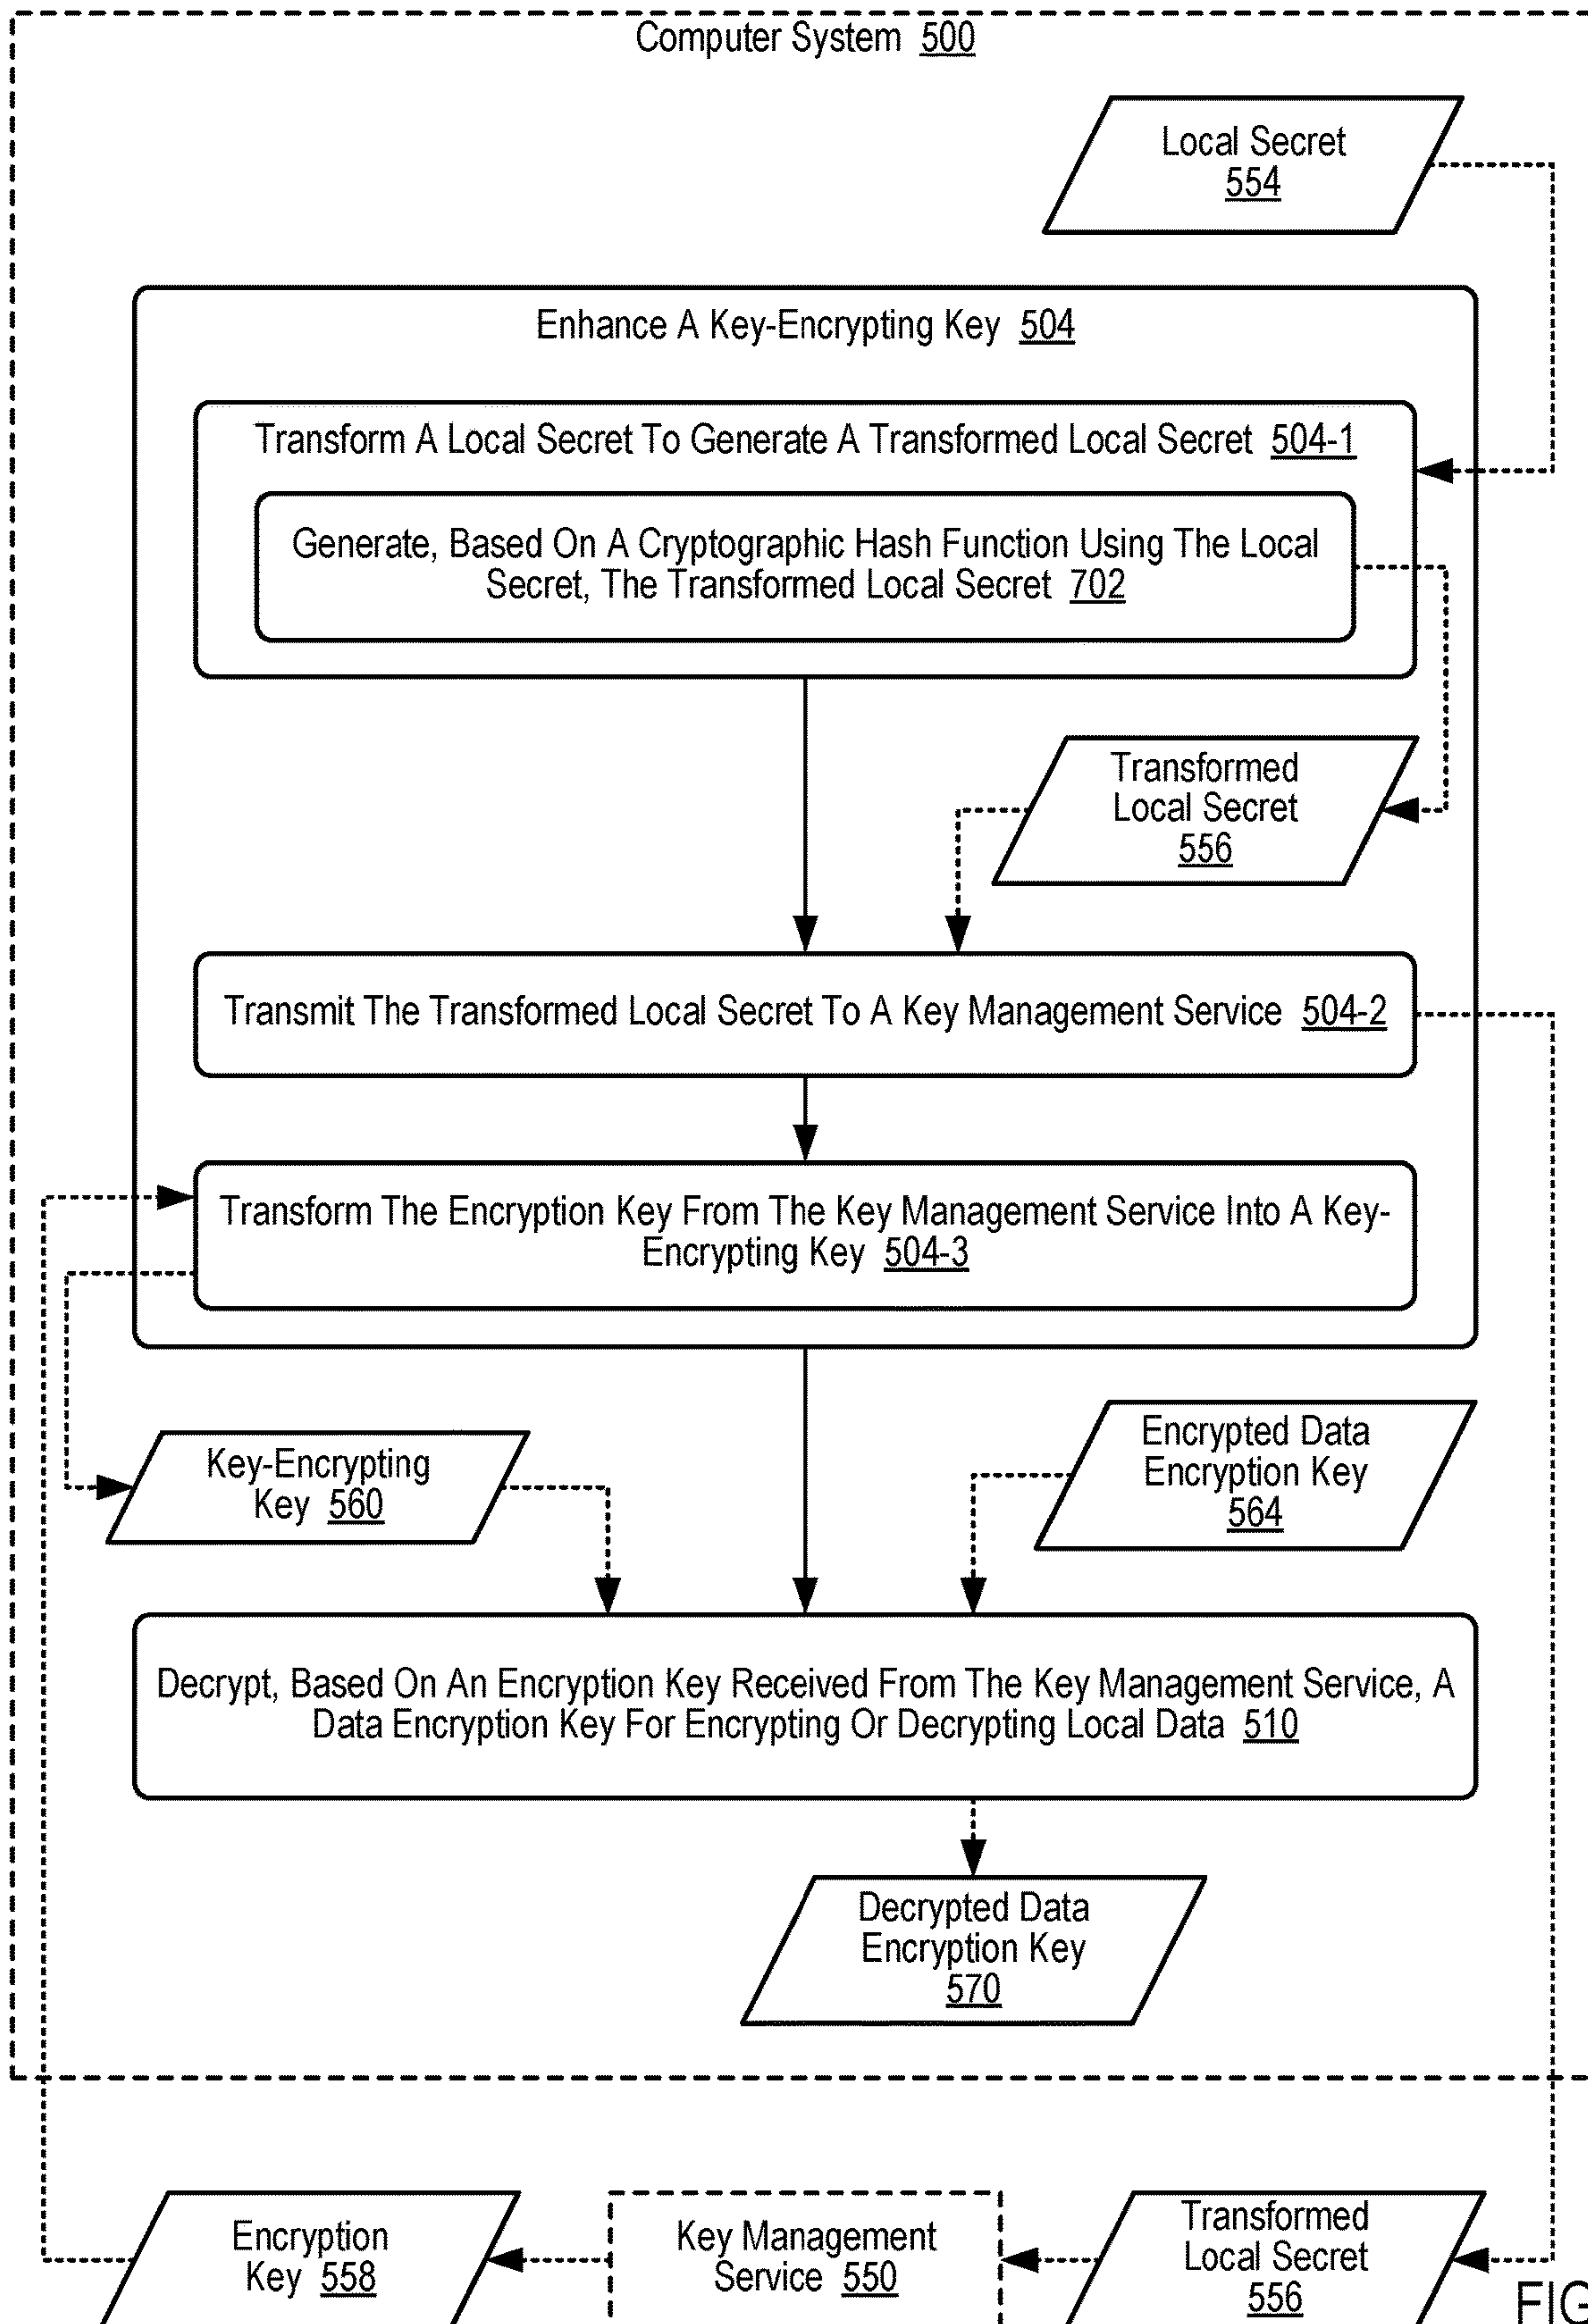 Computer System 500
Local Secret
554
Enhance A Key-Encrypting Key 504
Transform A Local Secret To Generate A Transformed Local Secret 504-1
Generate, Based On A Cryptographic Hash Function Using The Local
Secret, The Transformed Local Secret 702
Transformed
Local Secret
556
Transmit The Transformed Local Secret To A Key Management Service 504-2
Transform The Encryption Key From The Key Management Service Into A Key-
Encrypting Key 504-3
Key-Encrypting
Key 560
Encrypted Data
Encryption Key
564
Decrypt, Based On An Encryption Key Received From The Key Management Service, A
Data Encryption Key For Encrypting Or Decrypting Local Data 510
Decrypted Data
Encryption Key
570
Encryption
Key 558
Key Management
Service 550
Transformed
Local Secret
556
FIG